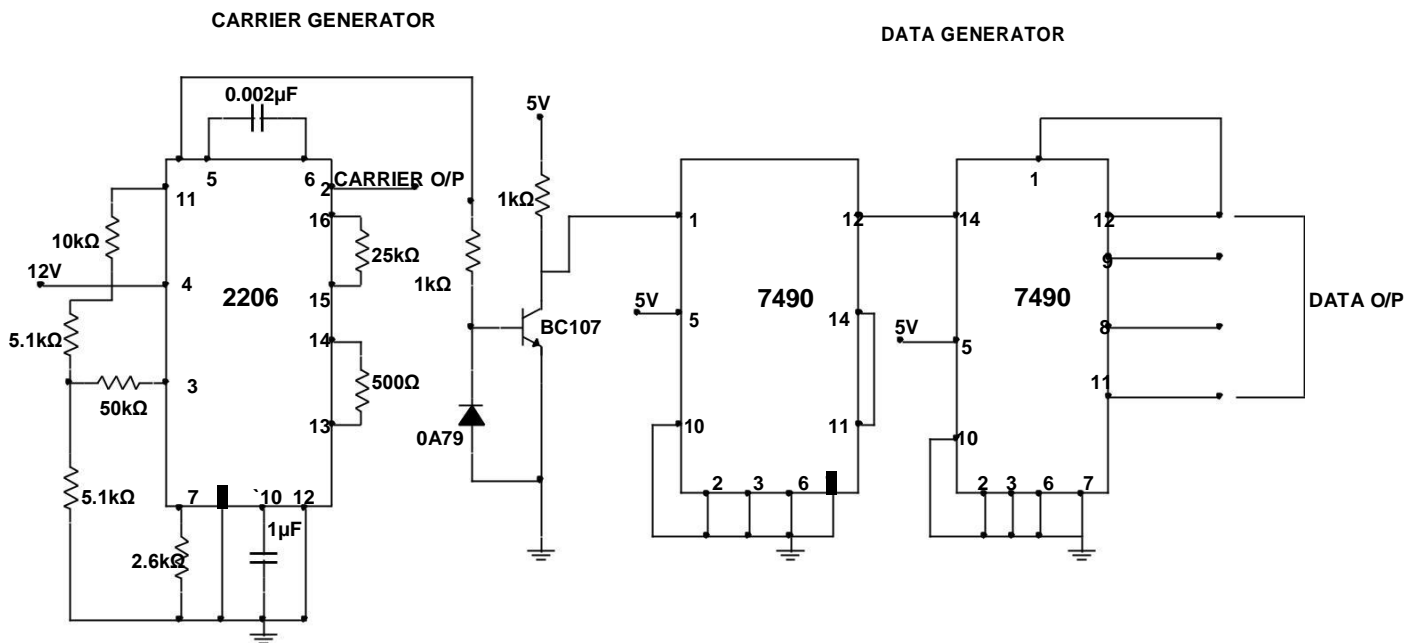 CARRIER GENERATOR
DATA GENERATOR
0.002µF
5V
5
6
11
2
CARRIER O/P
16
10kΩ
25kΩ
12V
4
2206
15
5.1kΩ
14
3
500Ω
50kΩ
13
5.1kΩ
7
`10
12
1µF
2.6kΩ
1kΩ
1kΩ
BC107
0A79
1
12
5V
5
7490
14
10
11
2
3
6
1
14
12
9
7490
5V
5
8
DATA O/P
11
10
2
3
6
7